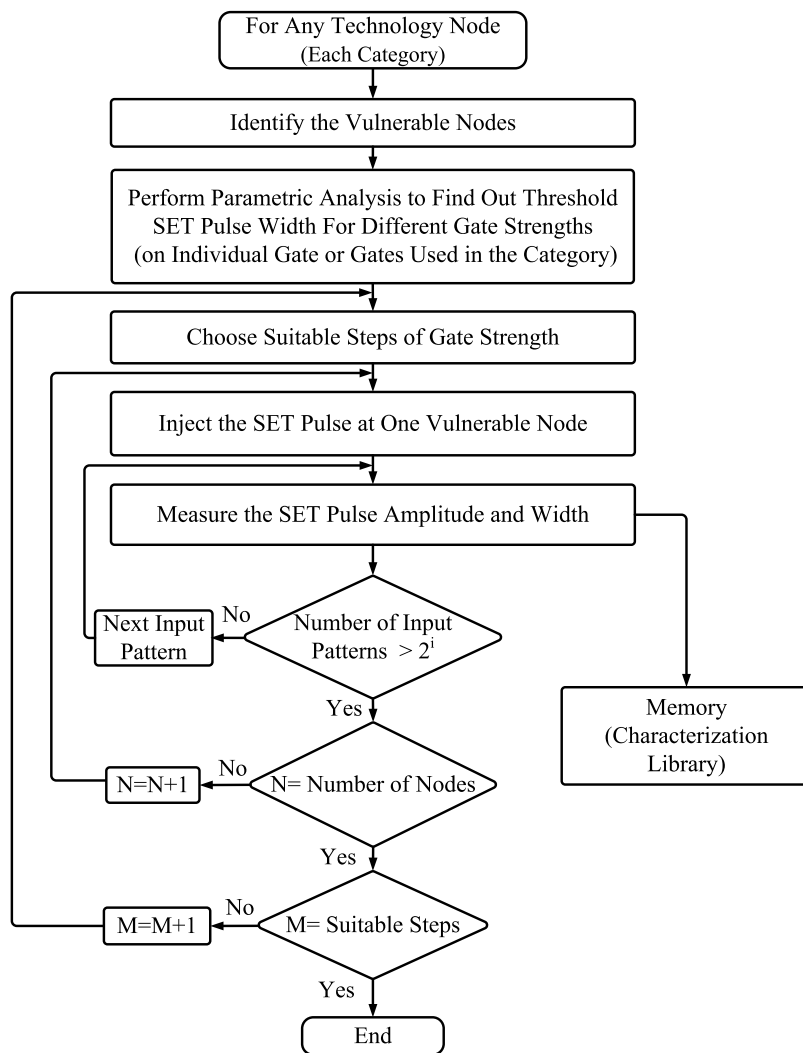 For Any Technology Node
(Each Category)
Identify the Vulnerable Nodes
Perform Parametric Analysis to Find Out Threshold
SET Pulse Width For Different Gate Strengths
(on Individual Gate or Gates Used in the Category)
Choose Suitable Steps of Gate Strength
Inject the SET Pulse at One Vulnerable Node
Measure the SET Pulse Amplitude and Width
No
Next Input
Pattern
Number of Input
Patterns > 2^i
Yes
Memory
(Characterization
Library)
No
N=N+1
N= Number of Nodes
Yes
No
M=M+1
M= Suitable Steps
Yes
End